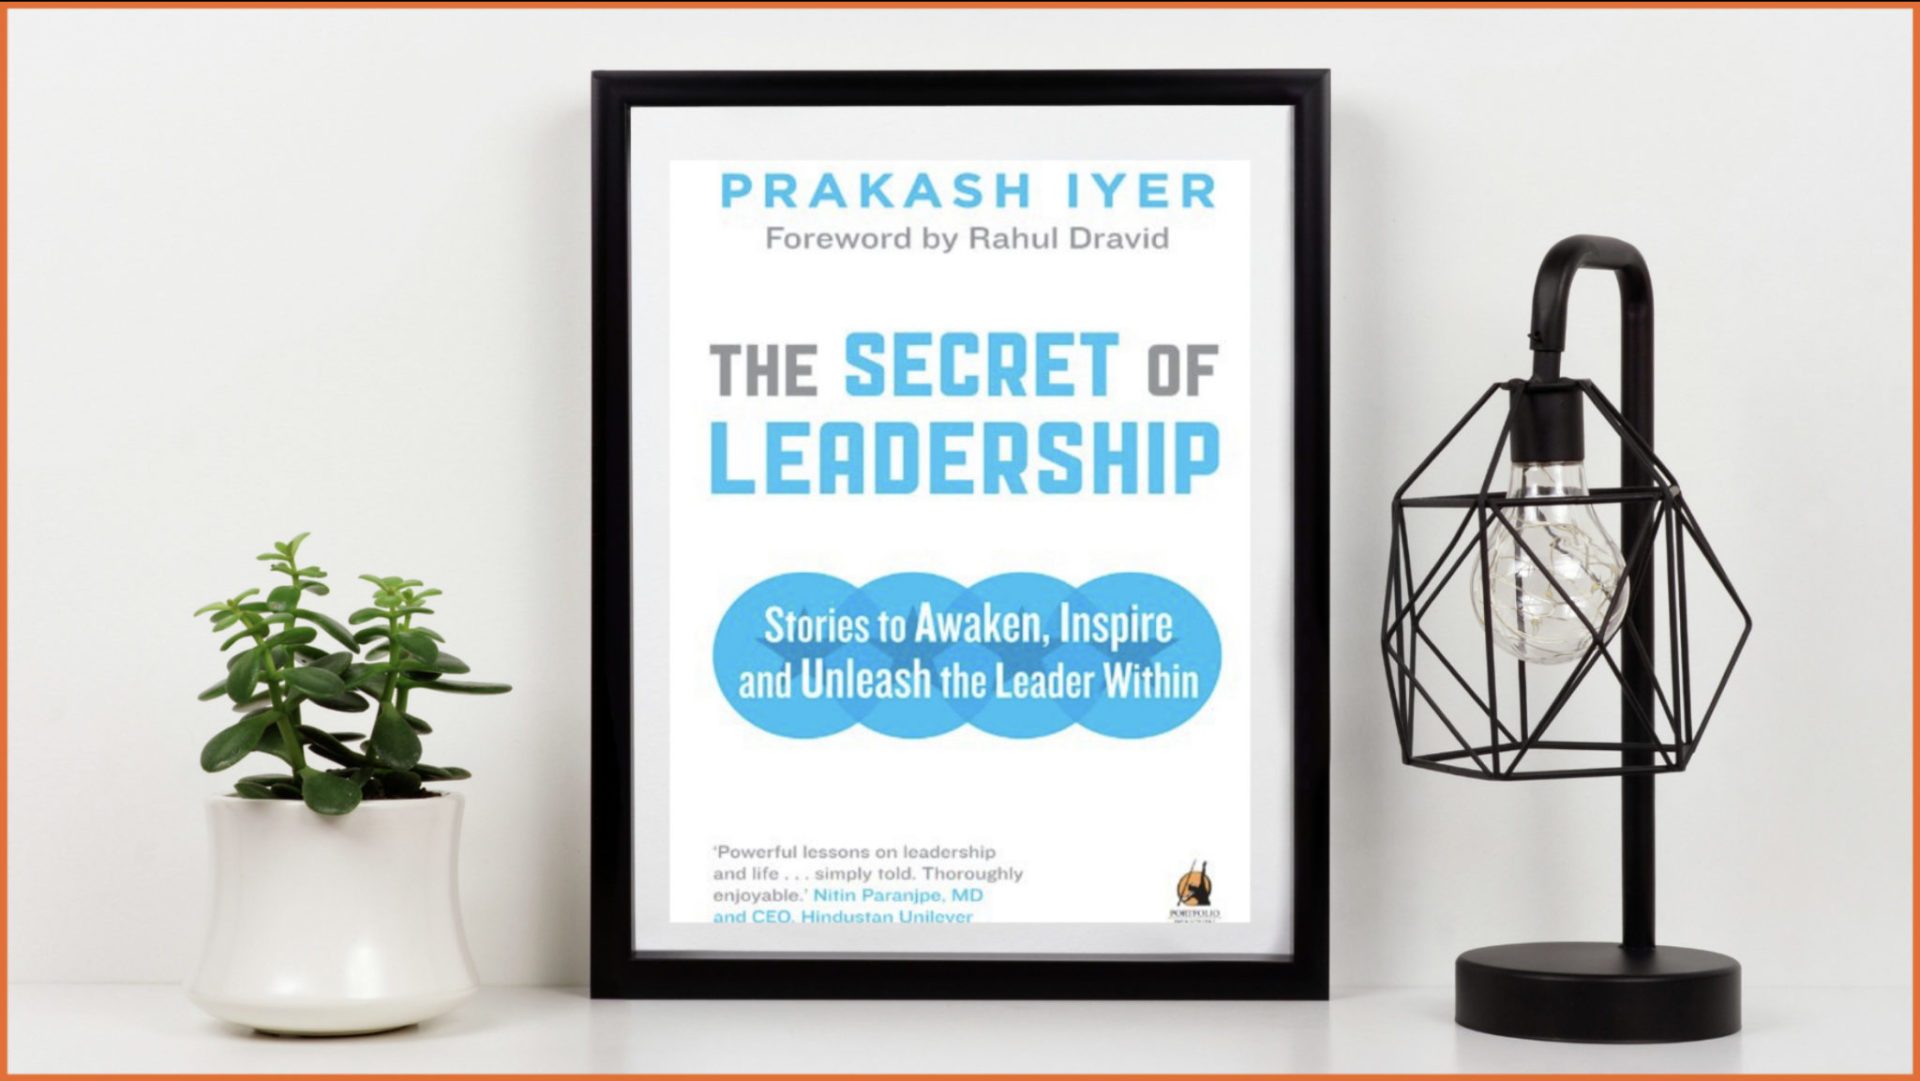 PRAKASH IYER
Foreword by Rahul Dravid
THE SECRET OF
LEADERSHIP
Stories to Awaken, Inspire
and Unleash the Leader Within
‘Powerful lessons on leadership
and life . . . simply told. Thoroughly
enjoyable.’ Nitin Paranjpe, MD
and CEO, Hindustan Unilever
PORTFOLIO